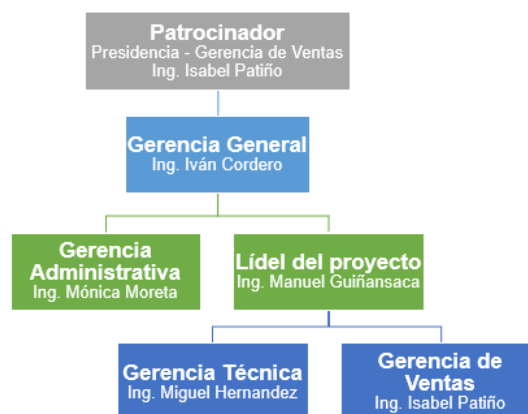 Patrocinador
Presidencia - Gerencia de Ventas
Ing. Isabel Patiño
Gerencia General
Ing. Iván Cordero
Gerencia
Administrativa
Ing. Mónica Moreta
Lídel del proyecto
Ing. Manuel Guiñansaca
Gerencia Técnica
Ing. Miguel Hernandez
Gerencia de
Ventas
Ing. Isabel Patiño